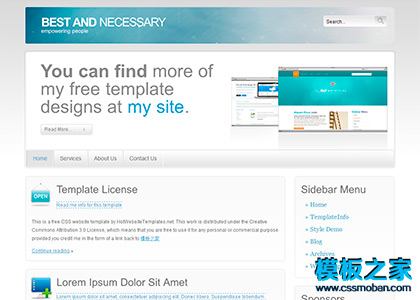 BEST AND NECESSARY
empowering people
Search...
You can find more of
my free template
designs at my site.
Read More...
Home
Services
About Us
Contact Us
Template License
Read me info for this template
This is a free CSS website template by HotWebsiteTemplates.net. This work is distributed under the Creative
Commons Attribution 3.0 License, which means that you are free to use it for any personal or commercial purpose
provided you credit me in the form of a link back to
Continue reading »
Lorem Ipsum Dolor Sit Amet
Lorem ipsum dolor sit amet, consectetuer adipiscing elit. Donec libero. Suspendisse bibendum.
Sidebar Menu
» Home
» TemplateInfo
» Style Demo
» Blog
» Archives
Sponsors
OPEN
模板之家
www.cssmoban.com